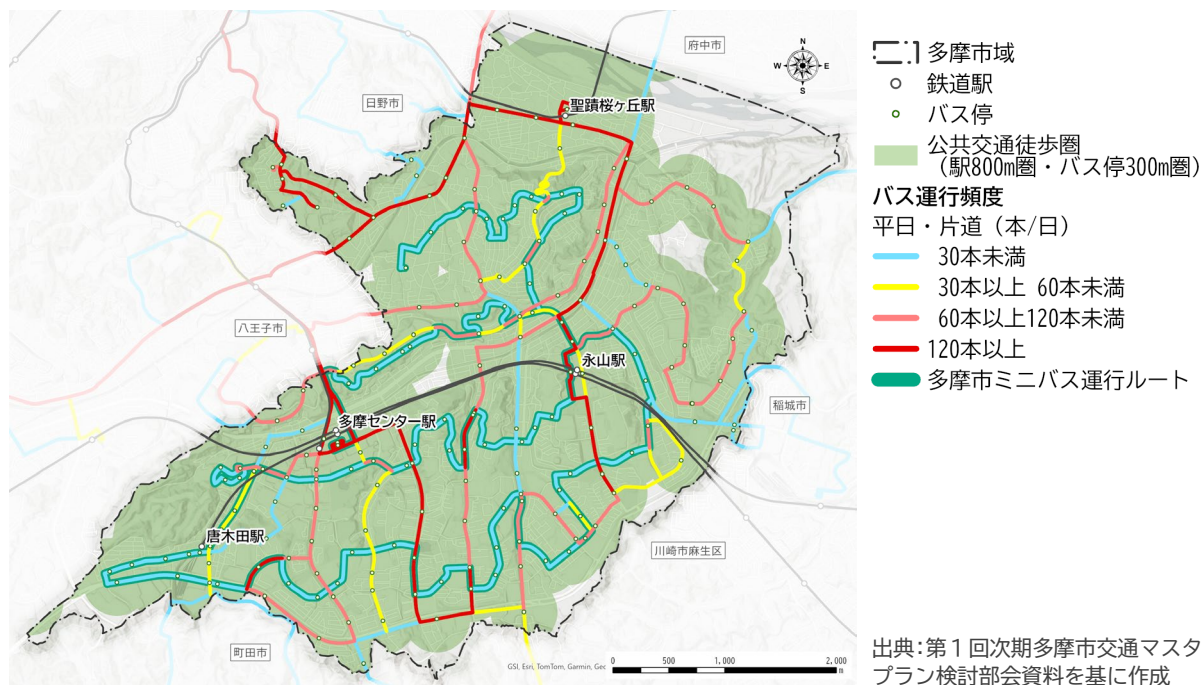 府中市
N
W
E
S
日野市
聖蹟桜ヶ丘駅
八王子市
永山駅
稲城市
多摩センター駅
唐木田駅
川崎市麻生区
町田市
GSI, Esri, TomTom, Garmin, Geo
0 500 1,000 2,000
m
多摩市域
鉄道駅
バス停
公共交通徒歩圏
(駅800m圏・バス停300m圏)
バス運行頻度
平日・片道（本/日）
30本未満
30本以上 60本未満
60本以上120本未満
120本以上
多摩市ミニバス運行ルート
出典:第１回次期多摩市交通マスタ
プラン検討部会資料を基に作成